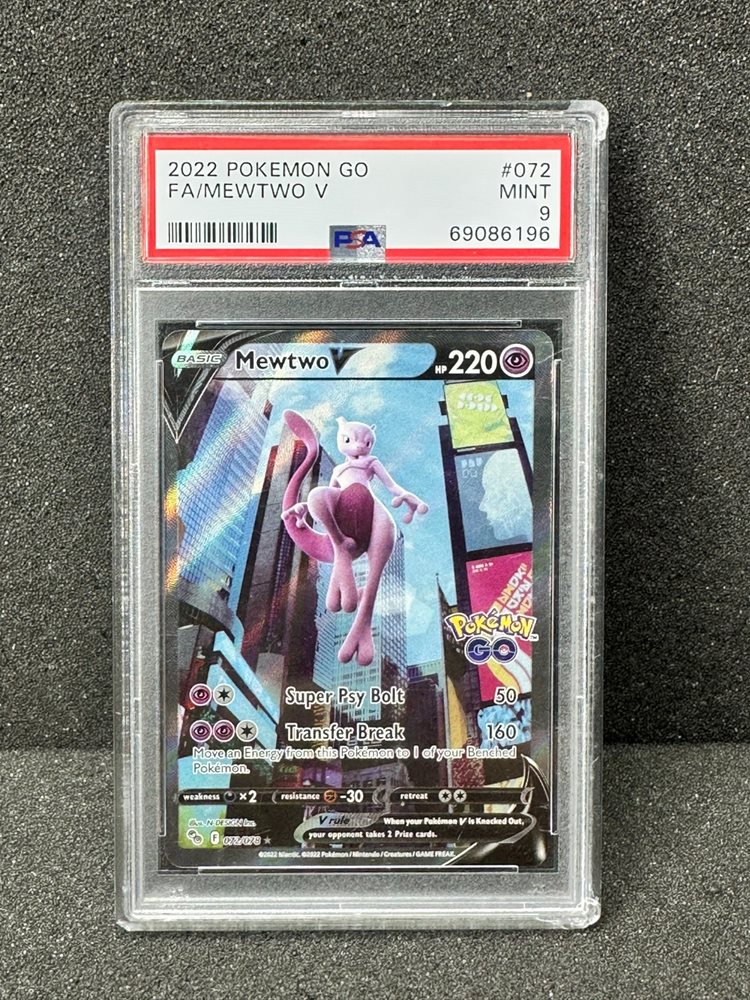 2022 POKEMON GO #072
FA/MEWTWO V MINT
9
PSA 69086196
BASIC Mewtwo V HP 220
POKÉMON
GO
Super Psy Bolt 50
Transfer Break 160
Move an Energy from this Pokémon to 1 of your Benched
Pokémon.
weakness ×2 resistance -30 retreat
V rule When your Pokémon V is Knocked Out,
your opponent takes 2 Prize cards.
Illus. N-DESIGN Inc.
F 072/078
©2022 Niantic. ©2022 Pokémon / Nintendo / Creatures / GAME FREAK.